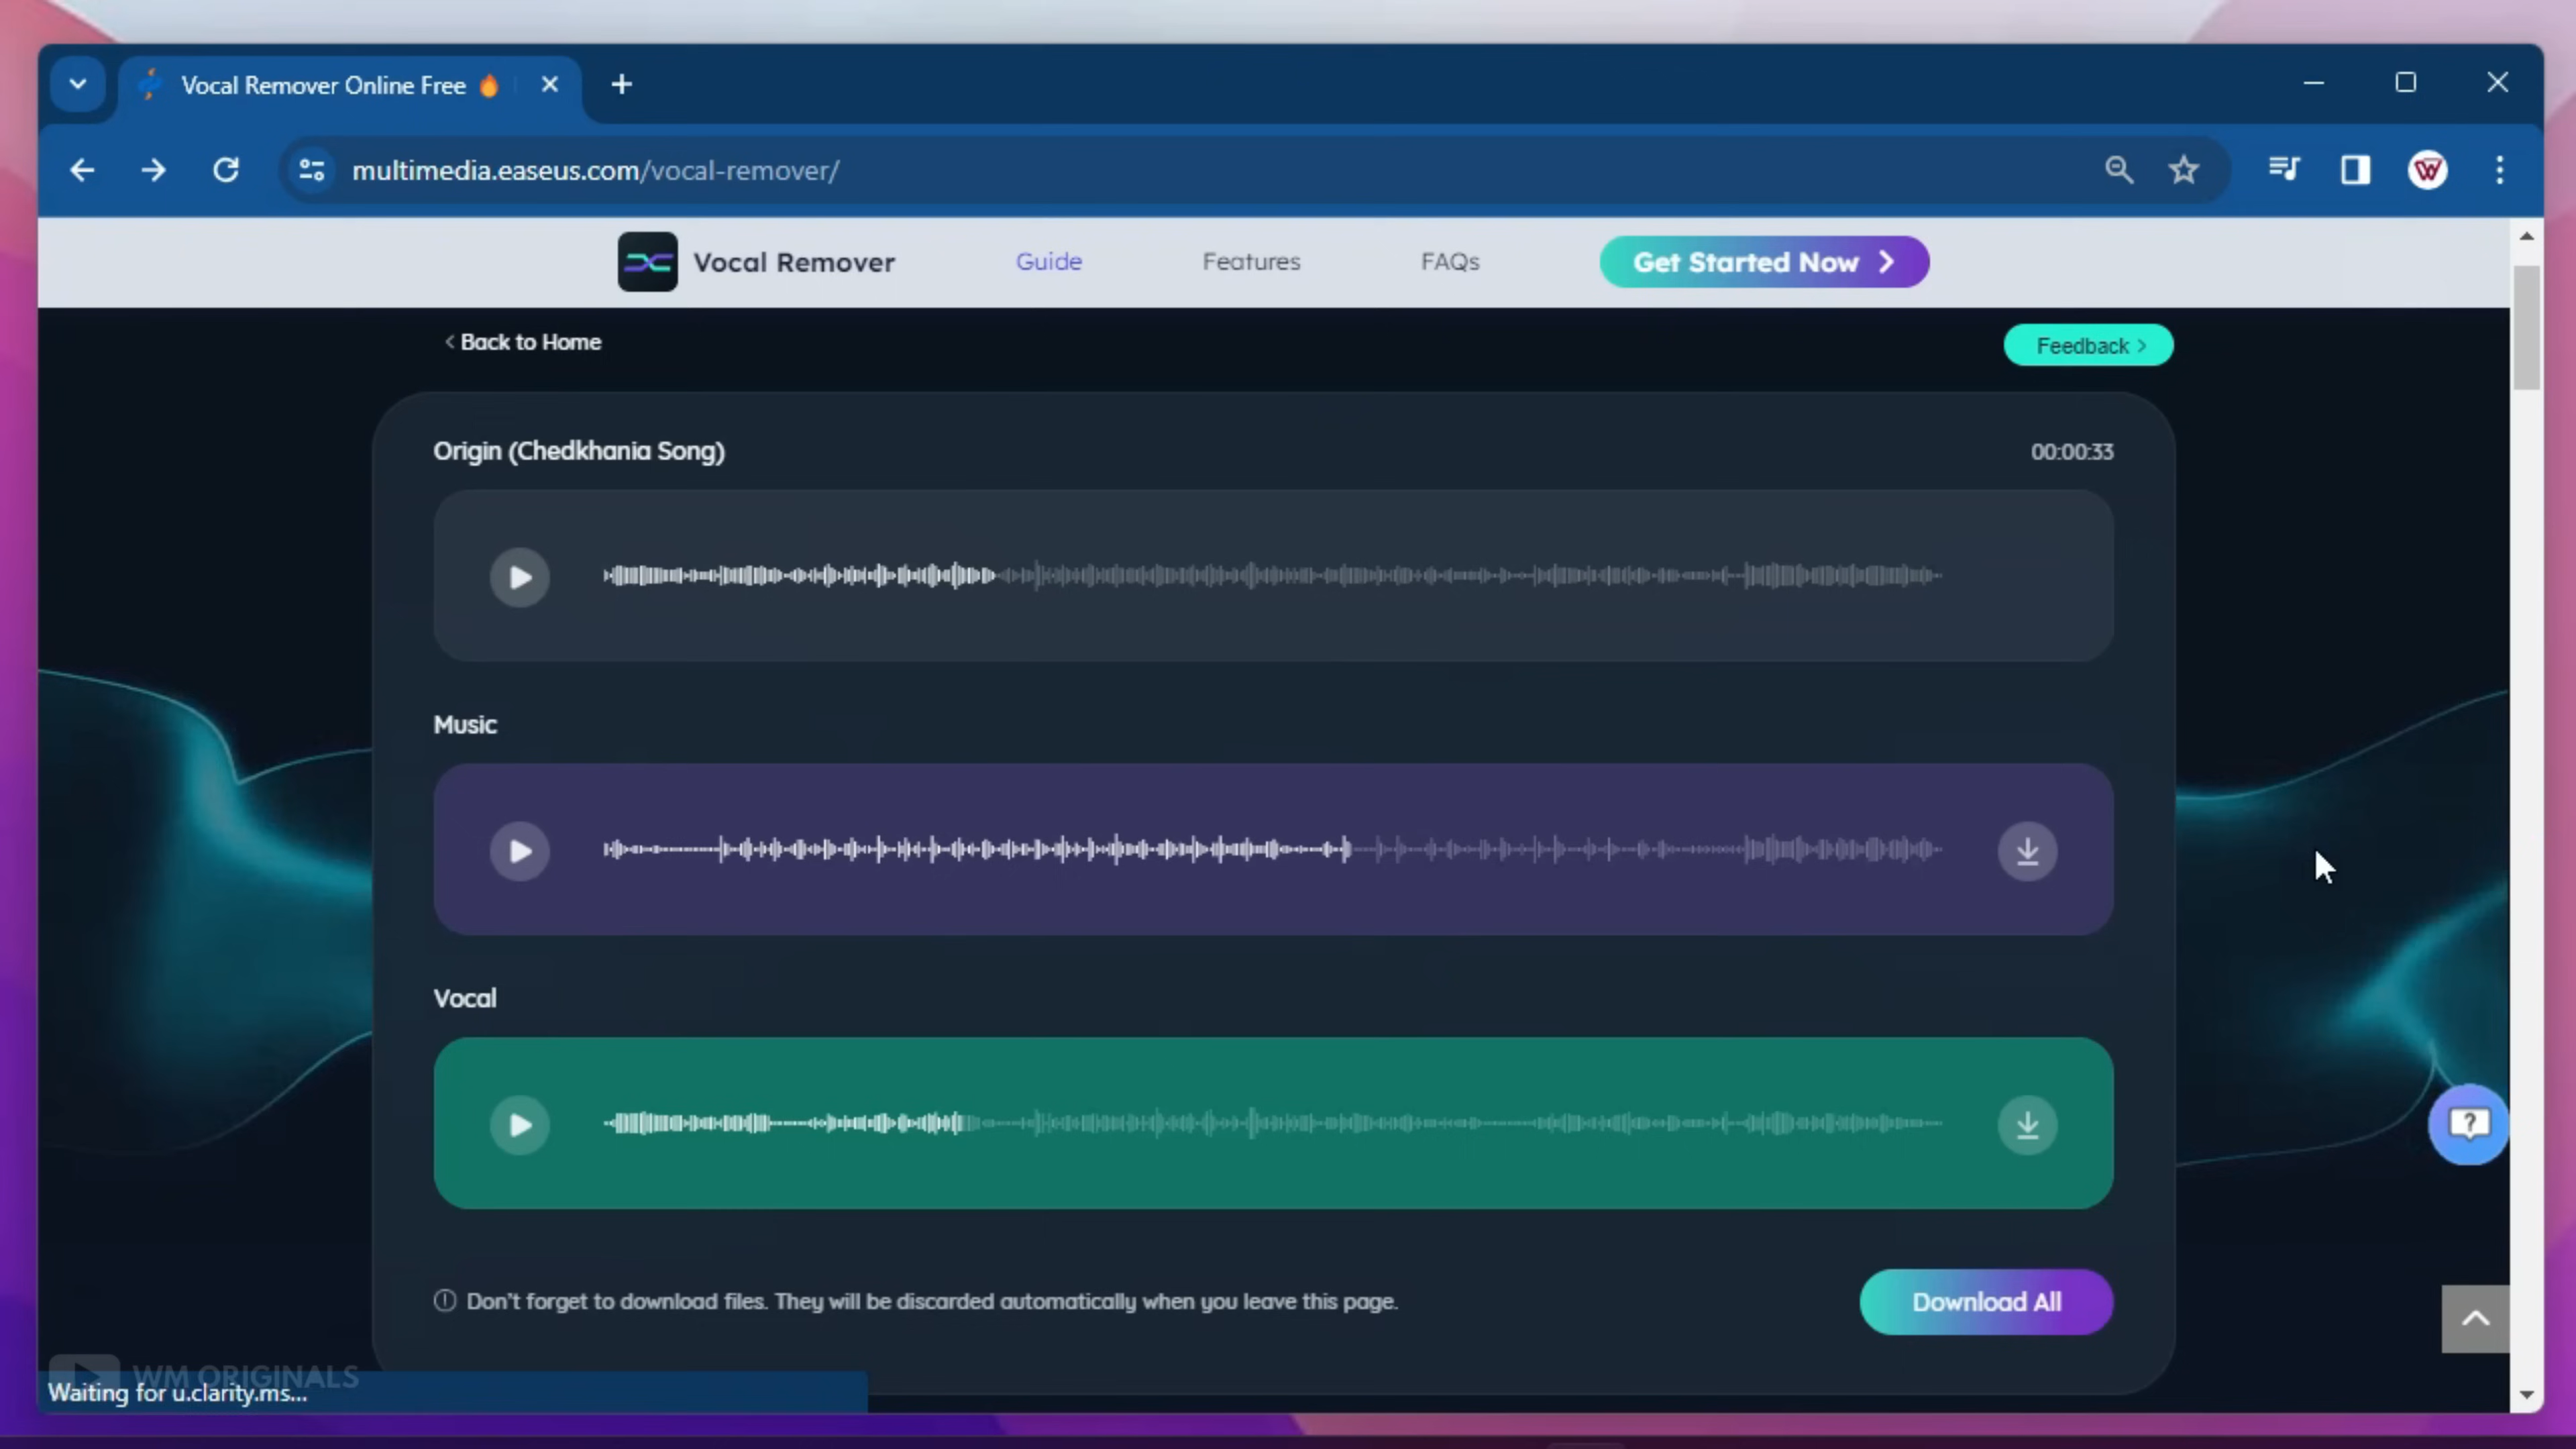 Vocal Remover Online Free
multimedia.easeus.com/vocal-remover/
Vocal Remover
Guide
Features
FAQs
Get Started Now
Back to Home
Feedback
Origin (Chedkhania Song)
00:00:33
Music
Vocal
Don't forget to download files. They will be discarded automatically when you leave this page.
Download All
WM ORIGINALS
Waiting for u.clarity.ms...